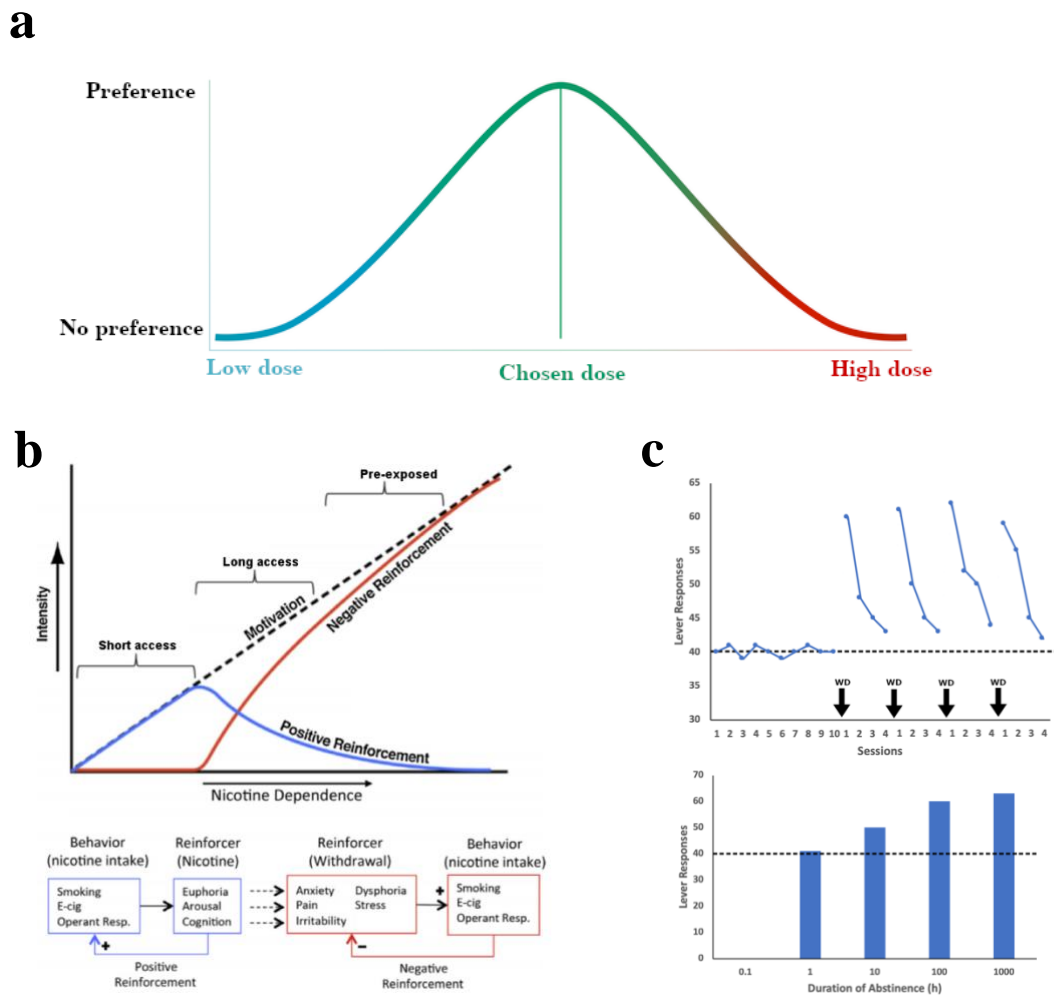 a
Preference
No preference
Low dose
Chosen dose
High dose
b
Pre-exposed
Long access
Short access
Intensity
Motivation
Negative Reinforcement
Positive Reinforcement
Nicotine Dependence
Behavior
(nicotine intake)
Reinforcer
(Nicotine)
Reinforcer
(Withdrawal)
Behavior
(nicotine intake)
Smoking
E-cig
Operant Resp.
Euphoria
Arousal
Cognition
Anxiety Dysphoria
Pain Stress
Irritability
+
Smoking
E-cig
Operant Resp.
+
Positive
Reinforcement
–
Negative
Reinforcement
c
65
60
55
50
45
40
35
30
Lever Responses
WD WD WD WD
1 2 3 4 5 6 7 8 9 10 1 2 3 4 1 2 3 4 1 2 3 4 1 2 3 4
Sessions
70
60
50
40
30
20
10
0
Lever Responses
0.1 1 10 100 1000
Duration of Abstinence (h)